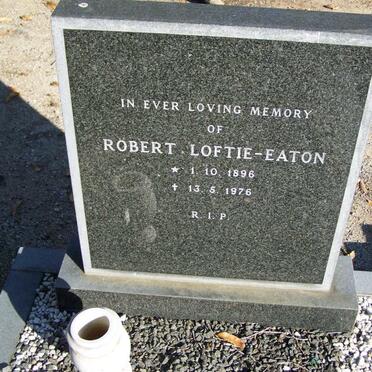 IN EVER LOVING MEMORY
OF
ROBERT LOFTIE-EATON
★ 1. 10. 1896
✝ 13. 5. 1976
R. I. P.